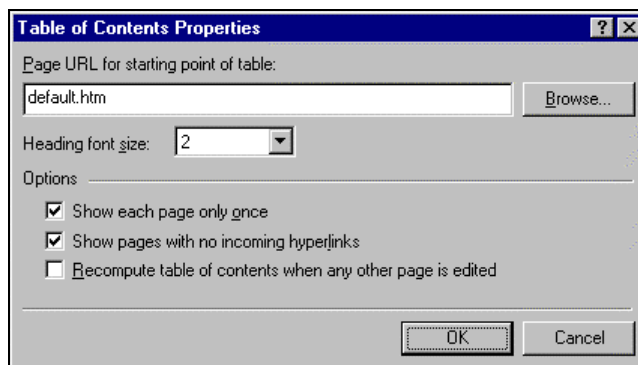 Table of Contents Properties
Page URL for starting point of table:
default.htm
Browse...
Heading font size:
2
Options
Show each page only once
Show pages with no incoming hyperlinks
Recompute table of contents when any other page is edited
OK
Cancel